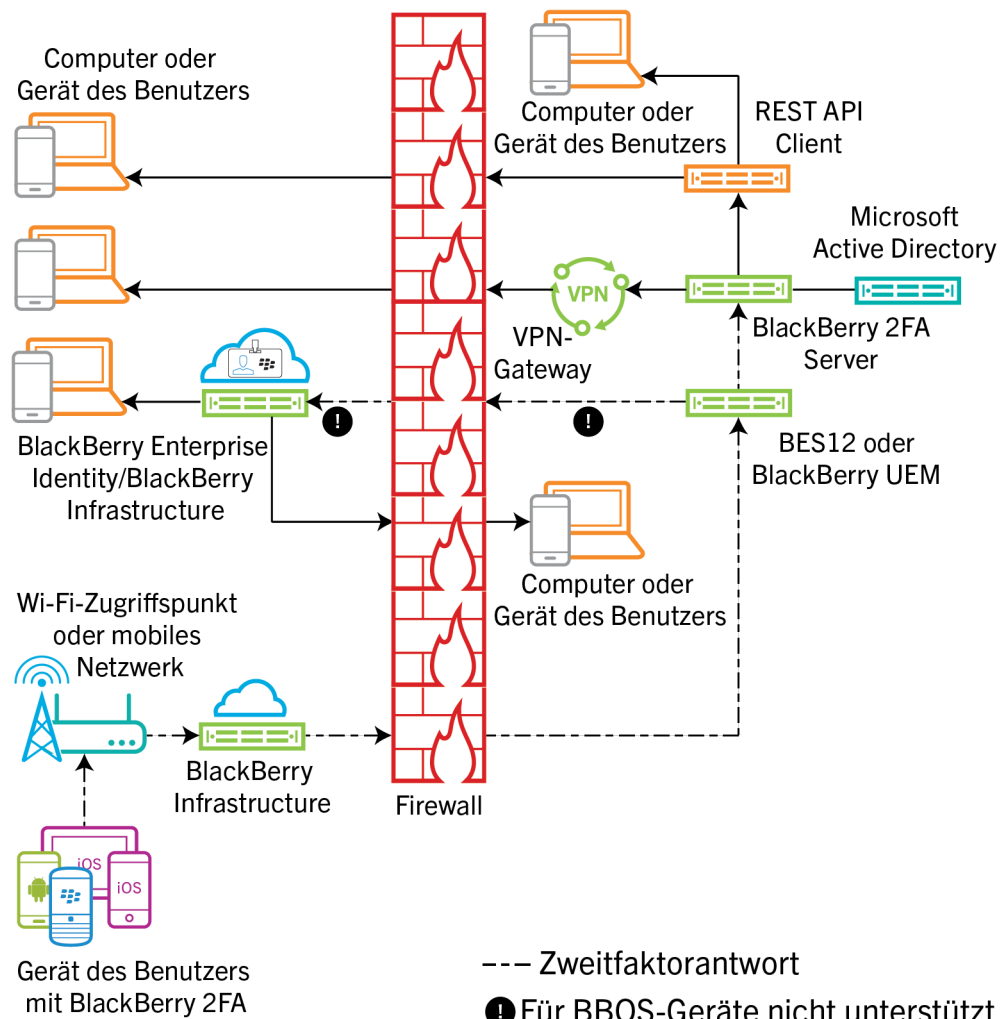 Computer oder
Gerät des Benutzers
Computer oder
Gerät des Benutzers
REST API
Client
Microsoft
Active Directory
VPN
VPN-
Gateway
BlackBerry 2FA
Server
BlackBerry Enterprise
Identity/BlackBerry
Infrastructure
!
!
BES12 oder
BlackBerry UEM
Computer oder
Gerät des Benutzers
Wi-Fi-Zugriffspunkt
oder mobiles
Netzwerk
BlackBerry
Infrastructure
Firewall
iOS
iOS
Gerät des Benutzers
mit BlackBerry 2FA
--- Zweitfaktorantwort
! Für BBOS-Geräte nicht unterstützt